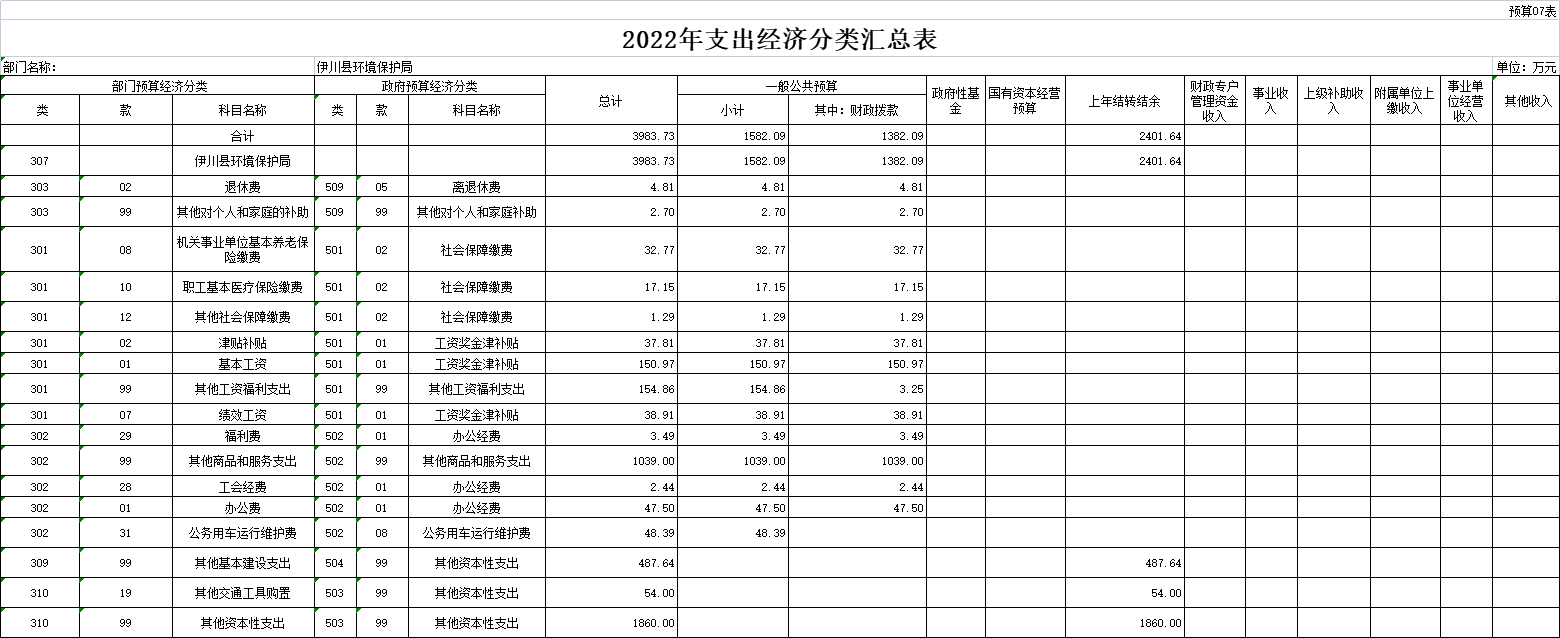 预算07表
2022年支出经济分类汇总表
部门名称: 伊川县环境保护局 单位：万元
部门预算经济分类 政府预算经济分类 总计 一般公共预算 政府性基金 国有资本经营预算 上年结转结余 财政专户管理资金收入 事业收入 上级补助收入 附属单位上缴收入 事业单位经营收入 其他收入
类 款 科目名称 类 款 科目名称 小计 其中：财政拨款
合计 3983.73 1582.09 1382.09 2401.64
307 伊川县环境保护局 3983.73 1582.09 1382.09 2401.64
303 02 退休费 509 05 离退休费 4.81 4.81 4.81
303 99 其他对个人和家庭的补助 509 99 其他对个人和家庭补助 2.70 2.70 2.70
301 08 机关事业单位基本养老保险缴费 501 02 社会保障缴费 32.77 32.77 32.77
301 10 职工基本医疗保险缴费 501 02 社会保障缴费 17.15 17.15 17.15
301 12 其他社会保障缴费 501 02 社会保障缴费 1.29 1.29 1.29
301 02 津贴补贴 501 01 工资奖金津补贴 37.81 37.81 37.81
301 01 基本工资 501 01 工资奖金津补贴 150.97 150.97 150.97
301 99 其他工资福利支出 501 99 其他工资福利支出 154.86 154.86 3.25
301 07 绩效工资 501 01 工资奖金津补贴 38.91 38.91 38.91
302 29 福利费 502 01 办公经费 3.49 3.49 3.49
302 99 其他商品和服务支出 502 99 其他商品和服务支出 1039.00 1039.00 1039.00
302 28 工会经费 502 01 办公经费 2.44 2.44 2.44
302 01 办公费 502 01 办公经费 47.50 47.50 47.50
302 31 公务用车运行维护费 502 08 公务用车运行维护费 48.39 48.39
309 99 其他基本建设支出 504 99 其他资本性支出 487.64 487.64
310 19 其他交通工具购置 503 99 其他资本性支出 54.00 54.00
310 99 其他资本性支出 503 99 其他资本性支出 1860.00 1860.00